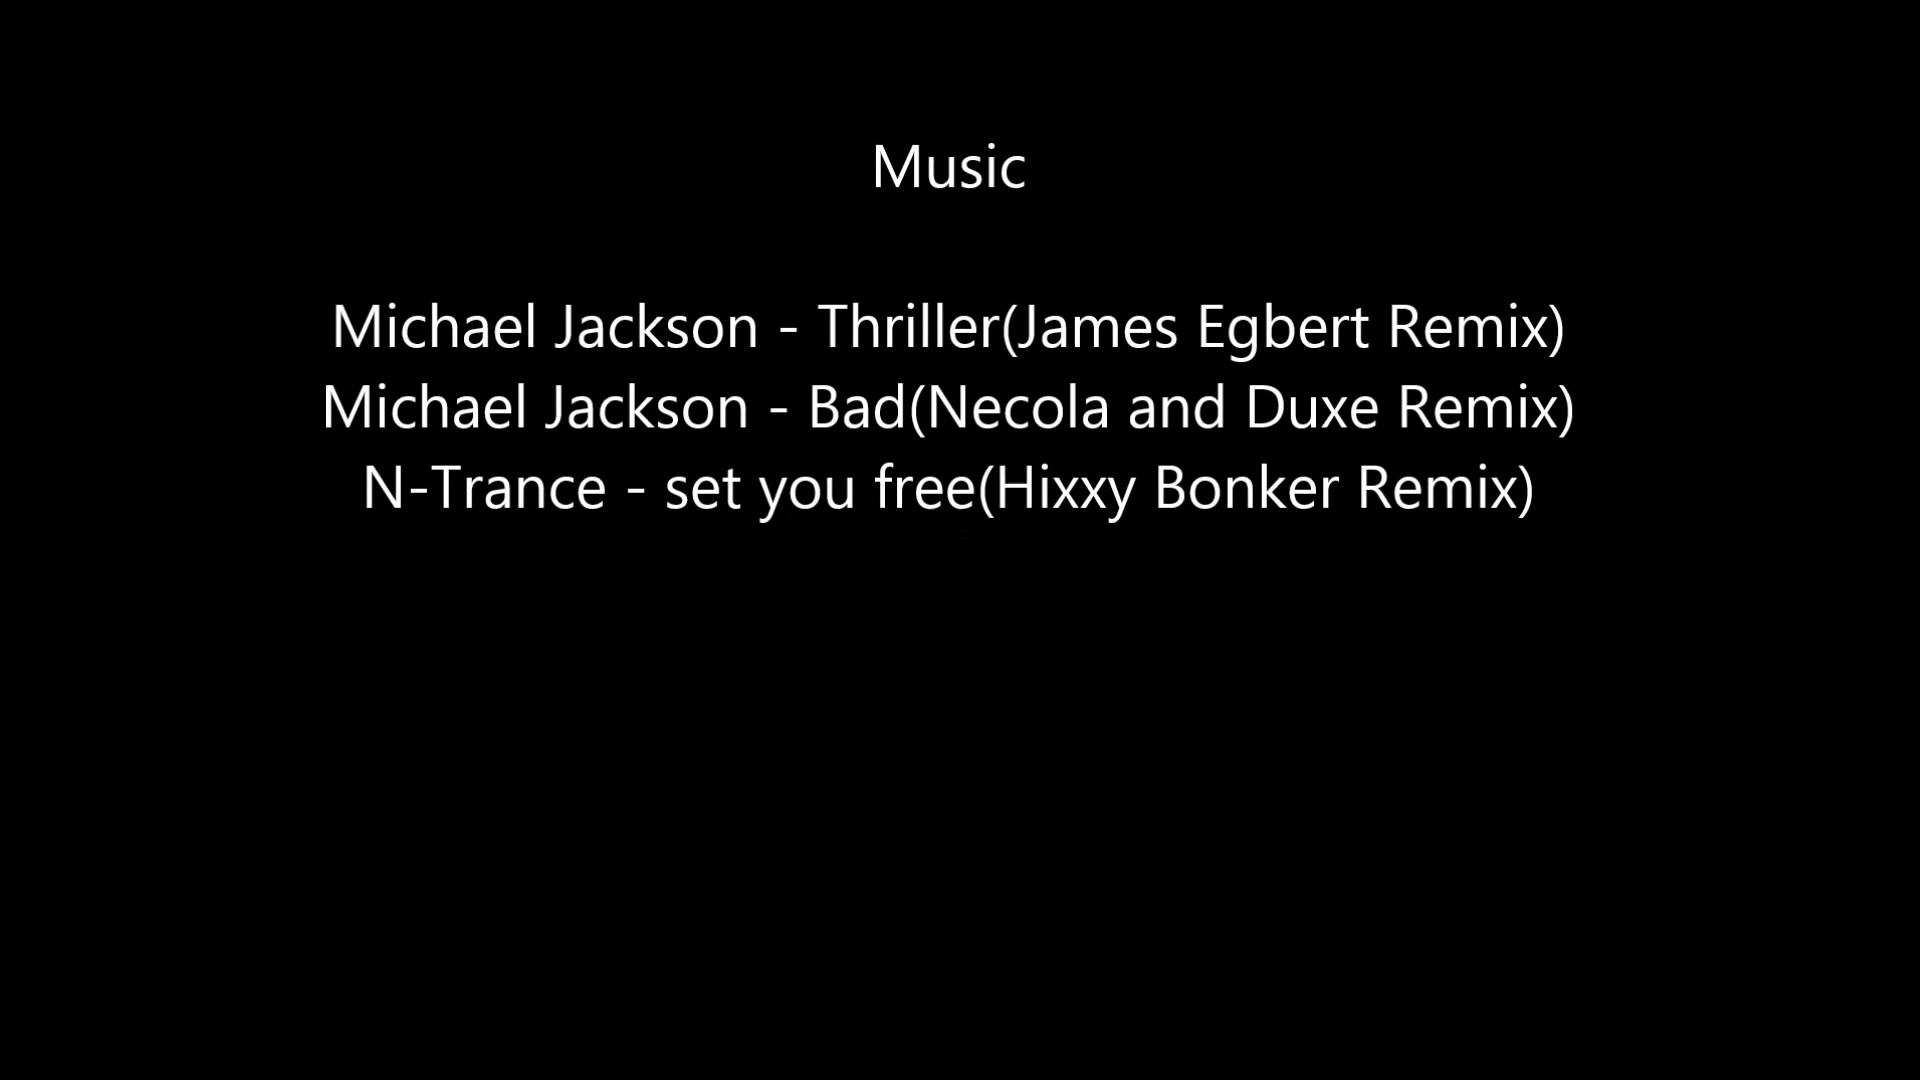 Music
Michael Jackson - Thriller(James Egbert Remix)
Michael Jackson - Bad(Necola and Duxe Remix)
N-Trance - set you free(Hixxy Bonker Remix)